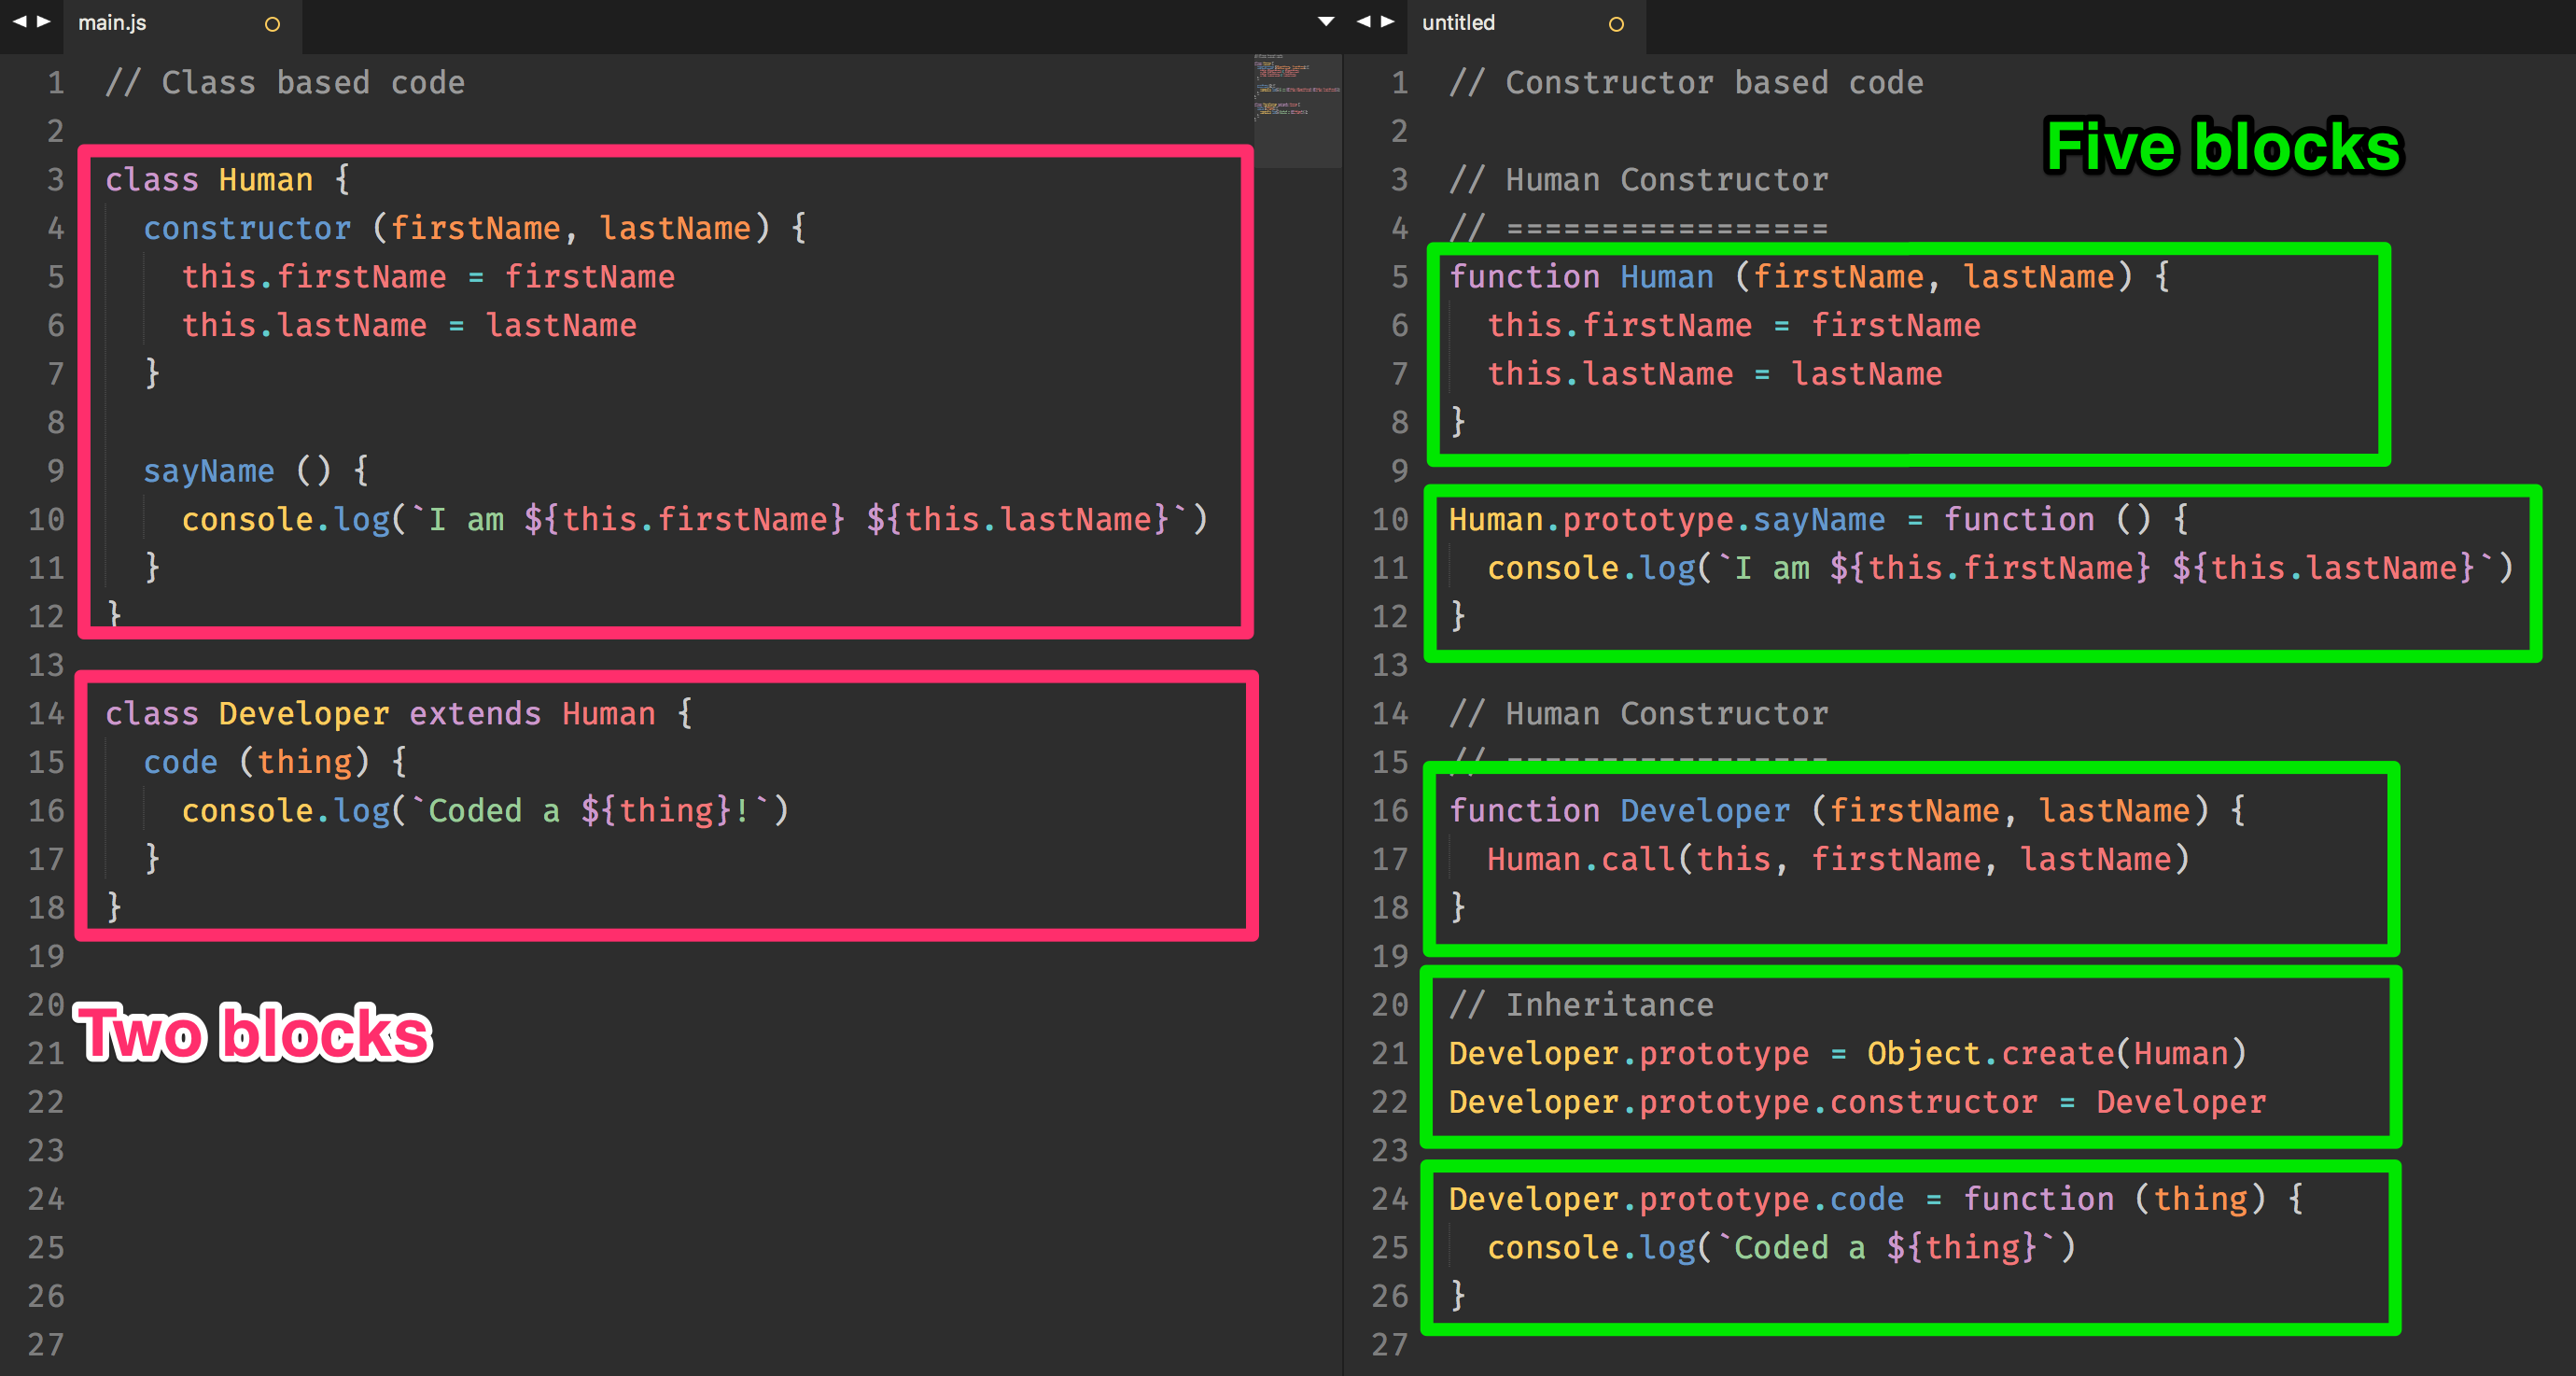 main.js
1 // Class based code
2
3 class Human {
4 constructor (firstName, lastName) {
5 this.firstName = firstName
6 this.lastName = lastName
7 }
8
9 sayName () {
10 console.log(`I am ${this.firstName} ${this.lastName}`)
11 }
12 }
13
14 class Developer extends Human {
15 code (thing) {
16 console.log(`Coded a ${thing}!`)
17 }
18 }
19
20
21
22
23
24
25
26
27
Two blocks
untitled
1 // Constructor based code
2
Five blocks
3 // Human Constructor
4 // =================
5 function Human (firstName, lastName) {
6 this.firstName = firstName
7 this.lastName = lastName
8 }
9
10 Human.prototype.sayName = function () {
11 console.log(`I am ${this.firstName} ${this.lastName}`)
12 }
13
14 // Human Constructor
15 // =================
16 function Developer (firstName, lastName) {
17 Human.call(this, firstName, lastName)
18 }
19
20 // Inheritance
21 Developer.prototype = Object.create(Human)
22 Developer.prototype.constructor = Developer
23
24 Developer.prototype.code = function (thing) {
25 console.log(`Coded a ${thing}`)
26 }
27